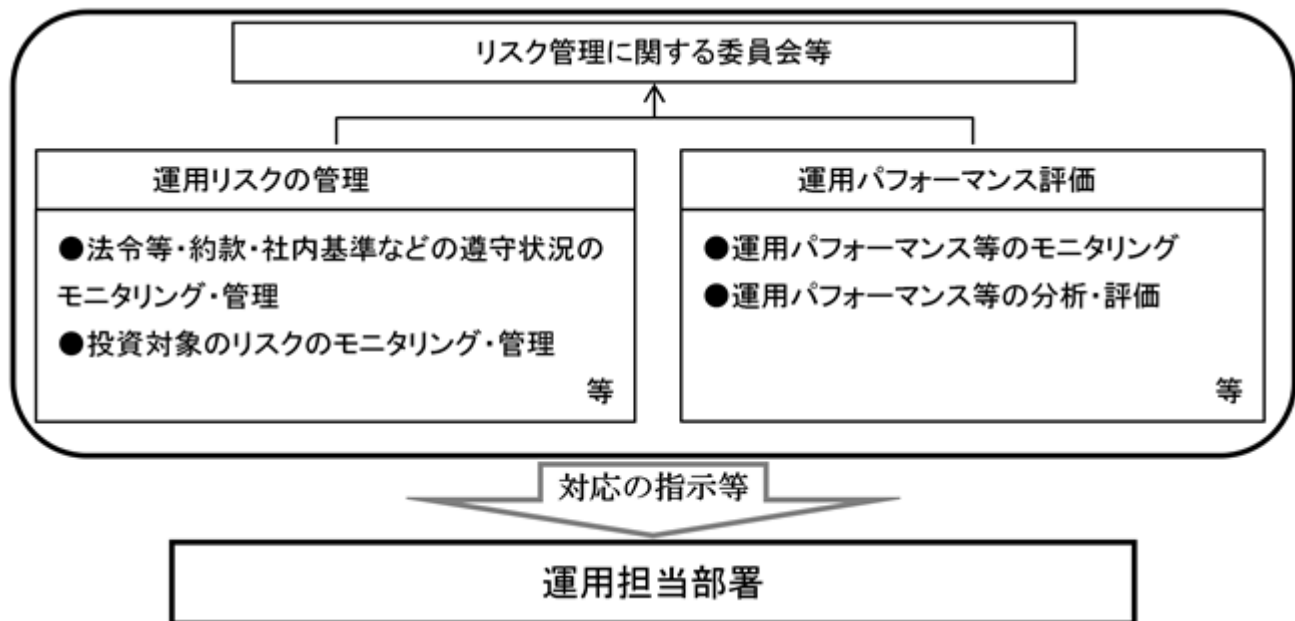 リスク管理に関する委員会等
運用リスクの管理
●法令等・約款・社内基準などの遵守状況の
モニタリング・管理
●投資対象のリスクのモニタリング・管理
等
運用パフォーマンス評価
●運用パフォーマンス等のモニタリング
●運用パフォーマンス等の分析・評価
等
対応の指示等
運用担当部署